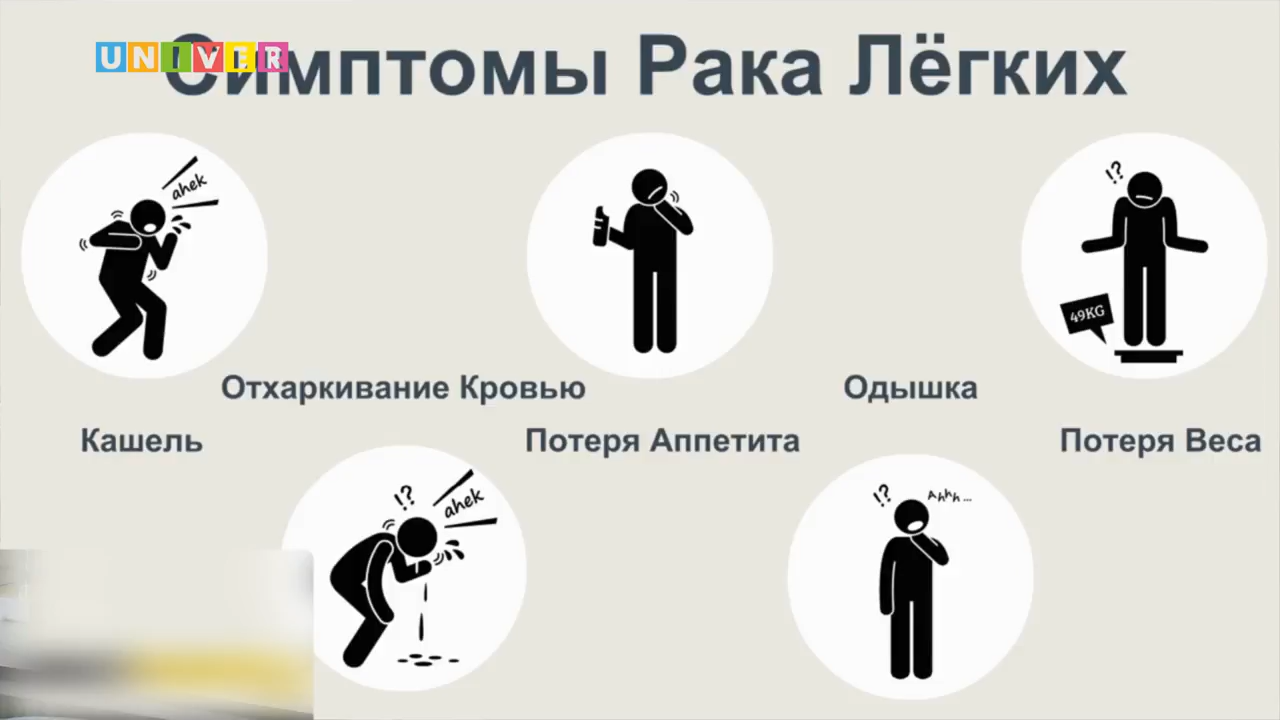 UNIVER
Симптомы Рака Лёгких
ahek
!?
49KG
Отхаркивание Кровью
Одышка
Кашель
Потеря Аппетита
Потеря Веса
!?
ahek
!?
Ahhh...